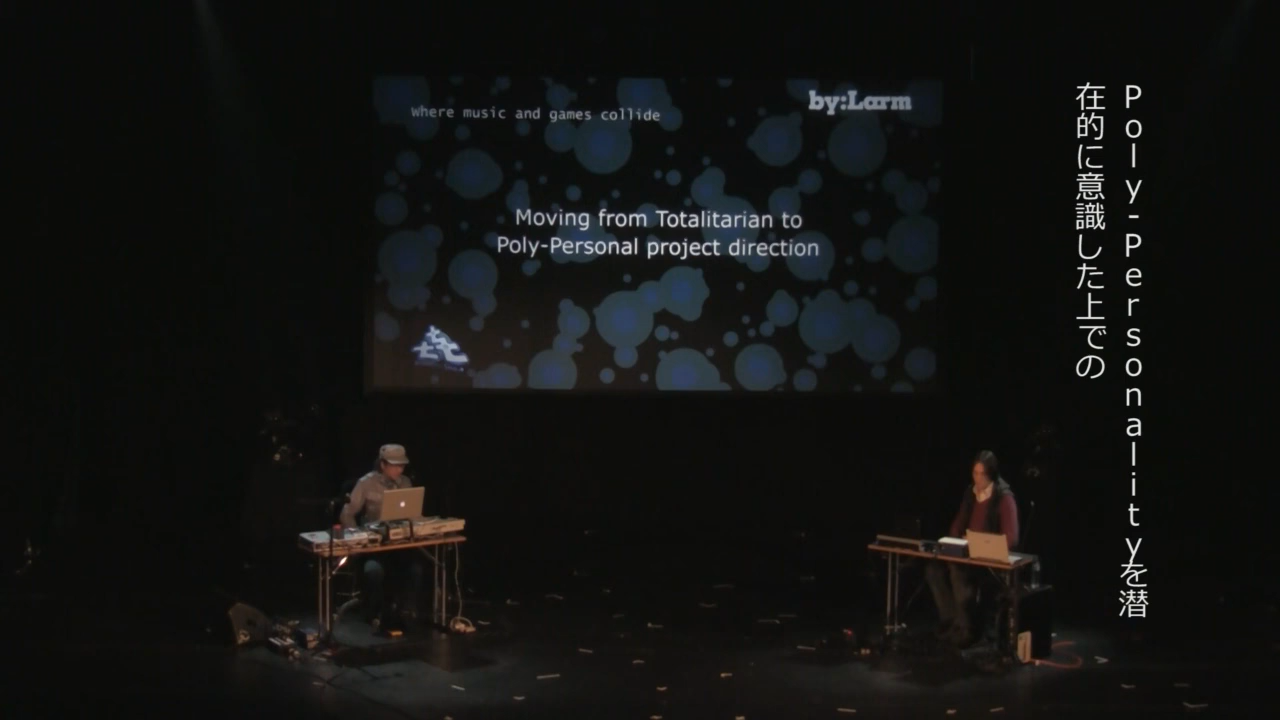 where music and games collide
by:Larm
Moving from Totalitarian to
Poly-Personal project direction
Poly-Personalityを潜
在的に意識した上での